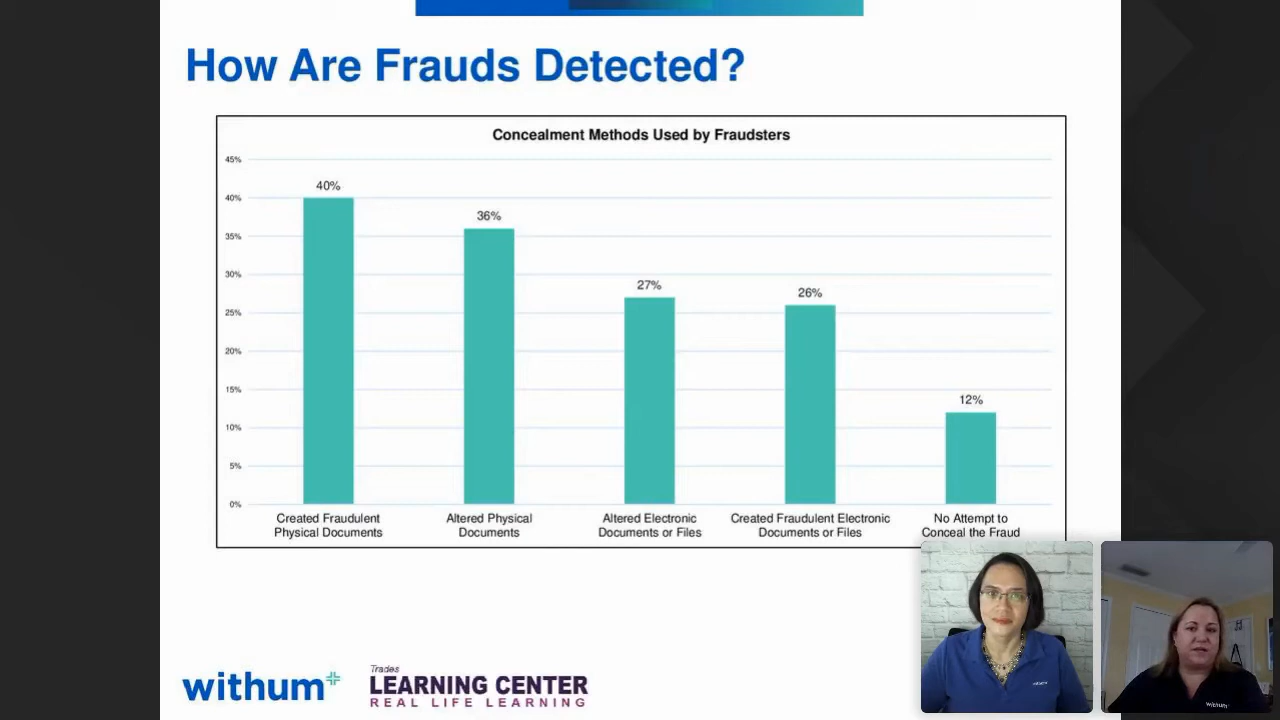 How Are Frauds Detected?
Concealment Methods Used by Fraudsters
45%
40%
35%
30%
25%
20%
15%
10%
5%
0%
40%
36%
27%
26%
12%
Created Fraudulent
Physical Documents
Altered Physical
Documents
Altered Electronic
Documents or Files
Created Fraudulent Electronic
Documents or Files
No Attempt to
Conceal the Fraud
withum+
Trades
LEARNING CENTER
REAL LIFE LEARNING
withum